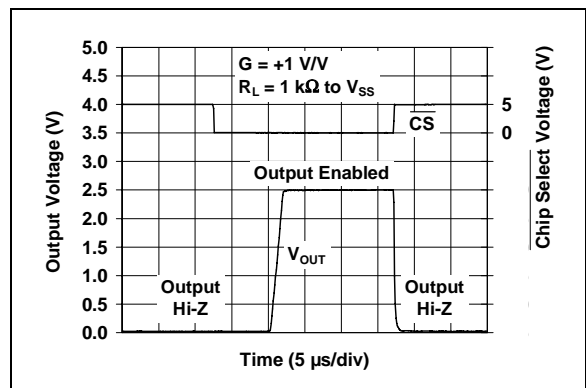 5.0
4.5
4.0
3.5
3.0
2.5
2.0
1.5
1.0
0.5
0.0
Output Voltage (V)
G = +1 V/V
R_L = 1 kΩ to V_SS
CS
5
0
Chip Select Voltage (V)
Output Enabled
V_OUT
Output
Hi-Z
Output
Hi-Z
Time (5 µs/div)